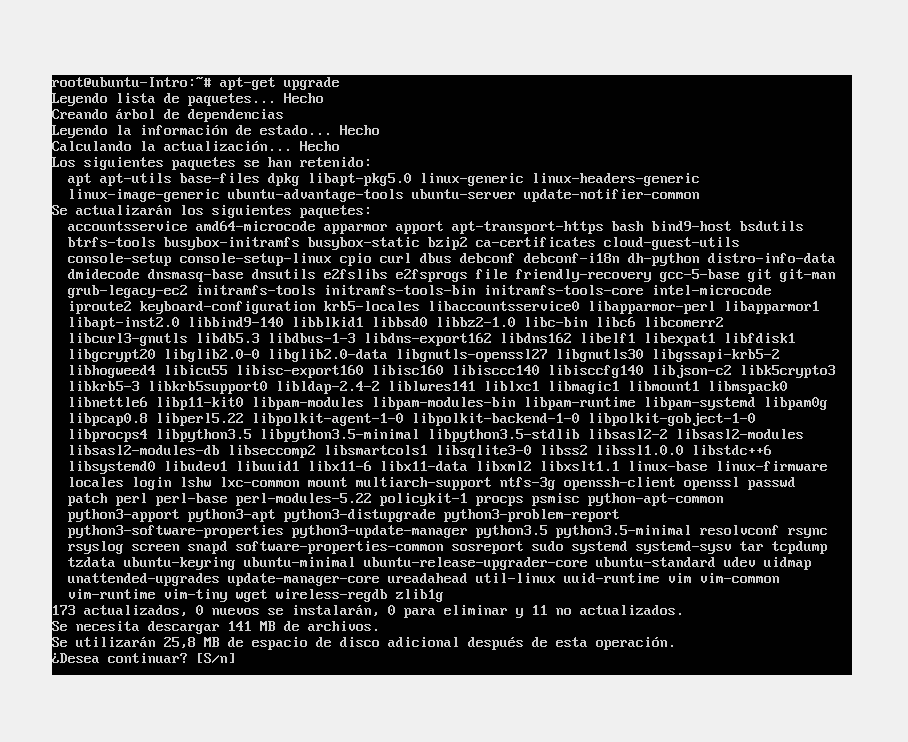 root@ubuntu-Intro:~# apt-get upgrade
Leyendo lista de paquetes... Hecho
Creando árbol de dependencias
Leyendo la información de estado... Hecho
Calculando la actualización... Hecho
Los siguientes paquetes se han retenido:
apt apt-utils base-files dpkg libapt-pkg5.0 linux-generic linux-headers-generic
linux-image-generic ubuntu-advantage-tools ubuntu-server update-notifier-common
Se actualizarán los siguientes paquetes:
accountsservice amd64-microcode apparmor apport apt-transport-https bash bind9-host bsdutils
btrfs-tools busybox-initramfs busybox-static bzip2 ca-certificates cloud-guest-utils
console-setup console-setup-linux cpio curl dbus debconf debconf-i18n dh-python distro-info-data
dmidecode dnsmasq-base dnsutils e2fslibs e2fsprogs file friendly-recovery gcc-5-base git git-man
grub-legacy-ec2 initramfs-tools initramfs-tools-bin initramfs-tools-core intel-microcode
iproute2 keyboard-configuration krb5-locales libaccountsservice0 libapparmor-perl libapparmor1
libapt-inst2.0 libbind9-140 libblkid1 libbsd0 libbz2-1.0 libc-bin libc6 libcomerr2
libcurl3-gnutls libdb5.3 libdbus-1-3 libdns-export162 libdns162 libelf1 libexpat1 libfdisk1
libgcrypt20 libglib2.0-0 libglib2.0-data libgnutls-openssl27 libgnutls30 libgssapi-krb5-2
libhogweed4 libicu55 libisc-export160 libisc160 libisccc140 libisccfg140 libjson-c2 libk5crypto3
libkrb5-3 libkrb5support0 libldap-2.4-2 liblwres141 liblxc1 libmagic1 libmount1 libmspack0
libnettle6 libp11-kit0 libpam-modules libpam-modules-bin libpam-runtime libpam-systemd libpam0g
libpcap0.8 libperl5.22 libpolkit-agent-1-0 libpolkit-backend-1-0 libpolkit-gobject-1-0
libprocps4 libpython3.5 libpython3.5-minimal libpython3.5-stdlib libsasl2-2 libsasl2-modules
libsasl2-modules-db libseccomp2 libsmartcols1 libsqlite3-0 libss2 libssl1.0.0 libstdc++6
libsystemd0 libudev1 libuuid1 libx11-6 libx11-data libxml2 libxslt1.1 linux-base linux-firmware
locales login lshw lxc-common mount multiarch-support ntfs-3g openssh-client openssl passwd
patch perl perl-base perl-modules-5.22 policykit-1 procps psmisc python-apt-common
python3-apport python3-apt python3-distupgrade python3-problem-report
python3-software-properties python3-update-manager python3.5 python3.5-minimal resolvconf rsync
rsyslog screen snapd software-properties-common sosreport sudo systemd systemd-sysv tar tcpdump
tzdata ubuntu-keyring ubuntu-minimal ubuntu-release-upgrader-core ubuntu-standard udev uidmap
unattended-upgrades update-manager-core ureadahead util-linux uuid-runtime vim vim-common
vim-runtime vim-tiny wget wireless-regdb zlib1g
173 actualizados, 0 nuevos se instalarán, 0 para eliminar y 11 no actualizados.
Se necesita descargar 141 MB de archivos.
Se utilizarán 25,8 MB de espacio de disco adicional después de esta operación.
¿Desea continuar? [S/n]